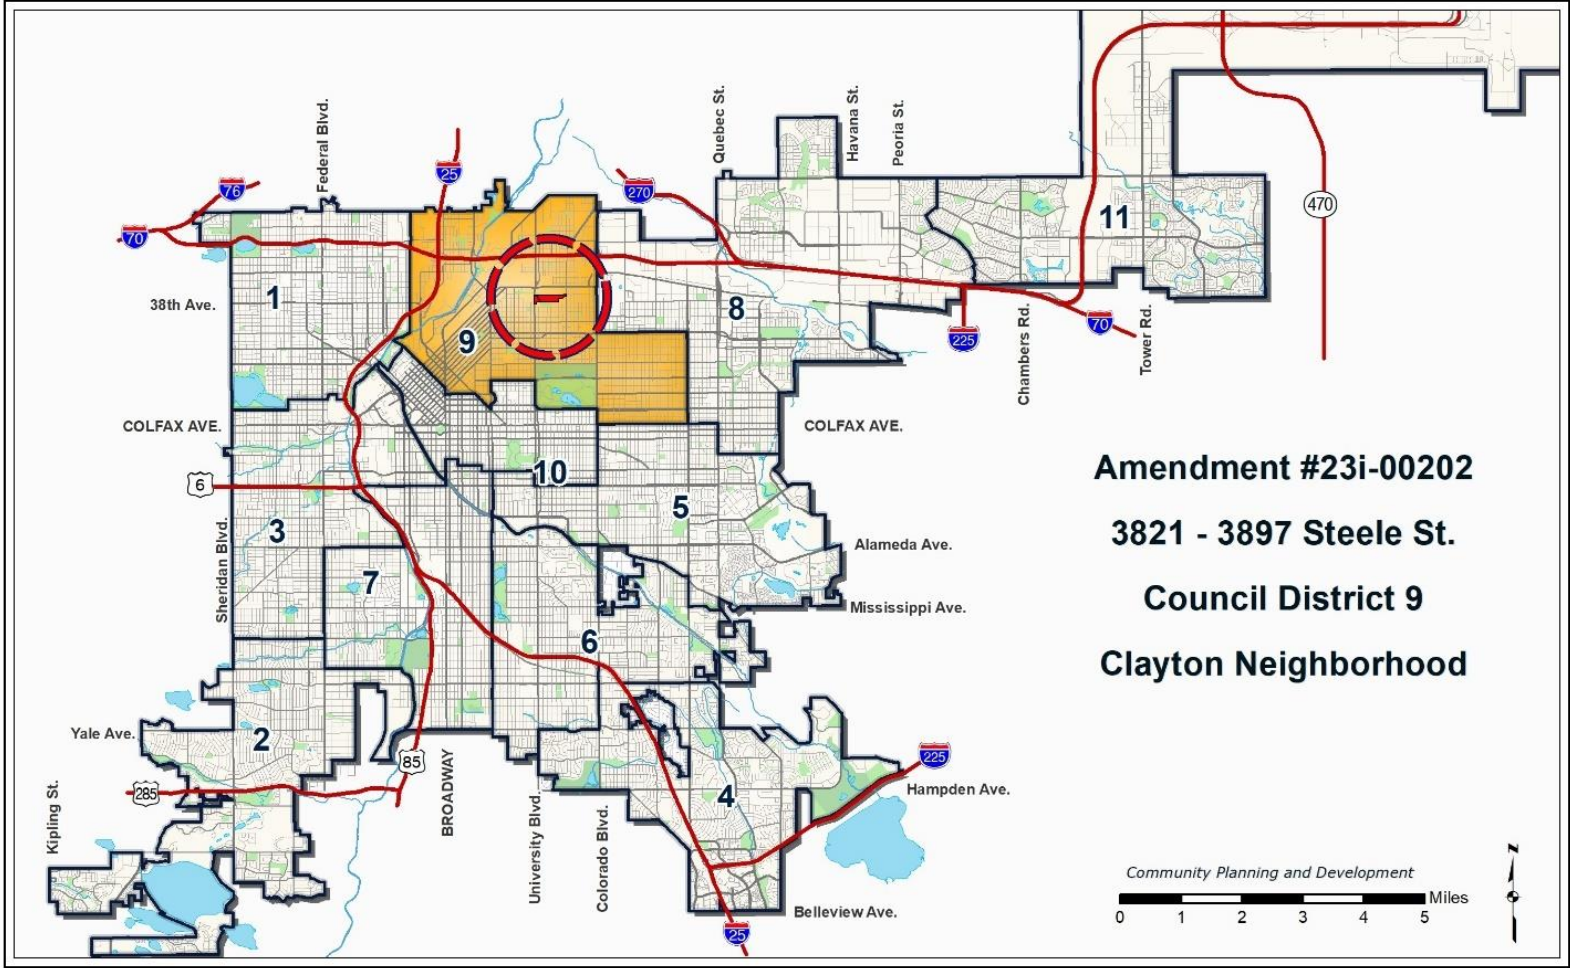 Federal Blvd.
Quebec St.
Havana St.
Peoria St.
76
25
270
470
70
11
38th Ave.
1
8
9
225
Chambers Rd.
70
Tower Rd.
COLFAX AVE.
COLFAX AVE.
10
6
5
3
Sheridan Blvd.
7
Alameda Ave.
Mississippi Ave.
6
Yale Ave.
2
85
BROADWAY
285
Kipling St.
University Blvd.
Colorado Blvd.
4
225
Hampden Ave.
Belleview Ave.
25
Amendment #23i-00202
3821 - 3897 Steele St.
Council District 9
Clayton Neighborhood
Community Planning and Development
Miles
0 1 2 3 4 5
N